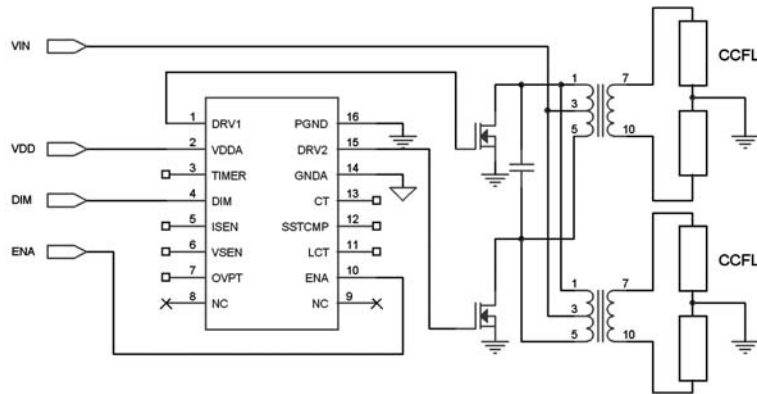 VIN
VDD
DIM
ENA
1 DRV1 PGND 16
2 VDDA DRV2 15
3 TIMER GNDA 14
4 DIM CT 13
5 ISEN SSTCMP 12
6 VSEN LCT 11
7 OVPT ENA 10
8 NC NC 9
1 7
3
5 10
CCFL
1 7
3
5 10
CCFL